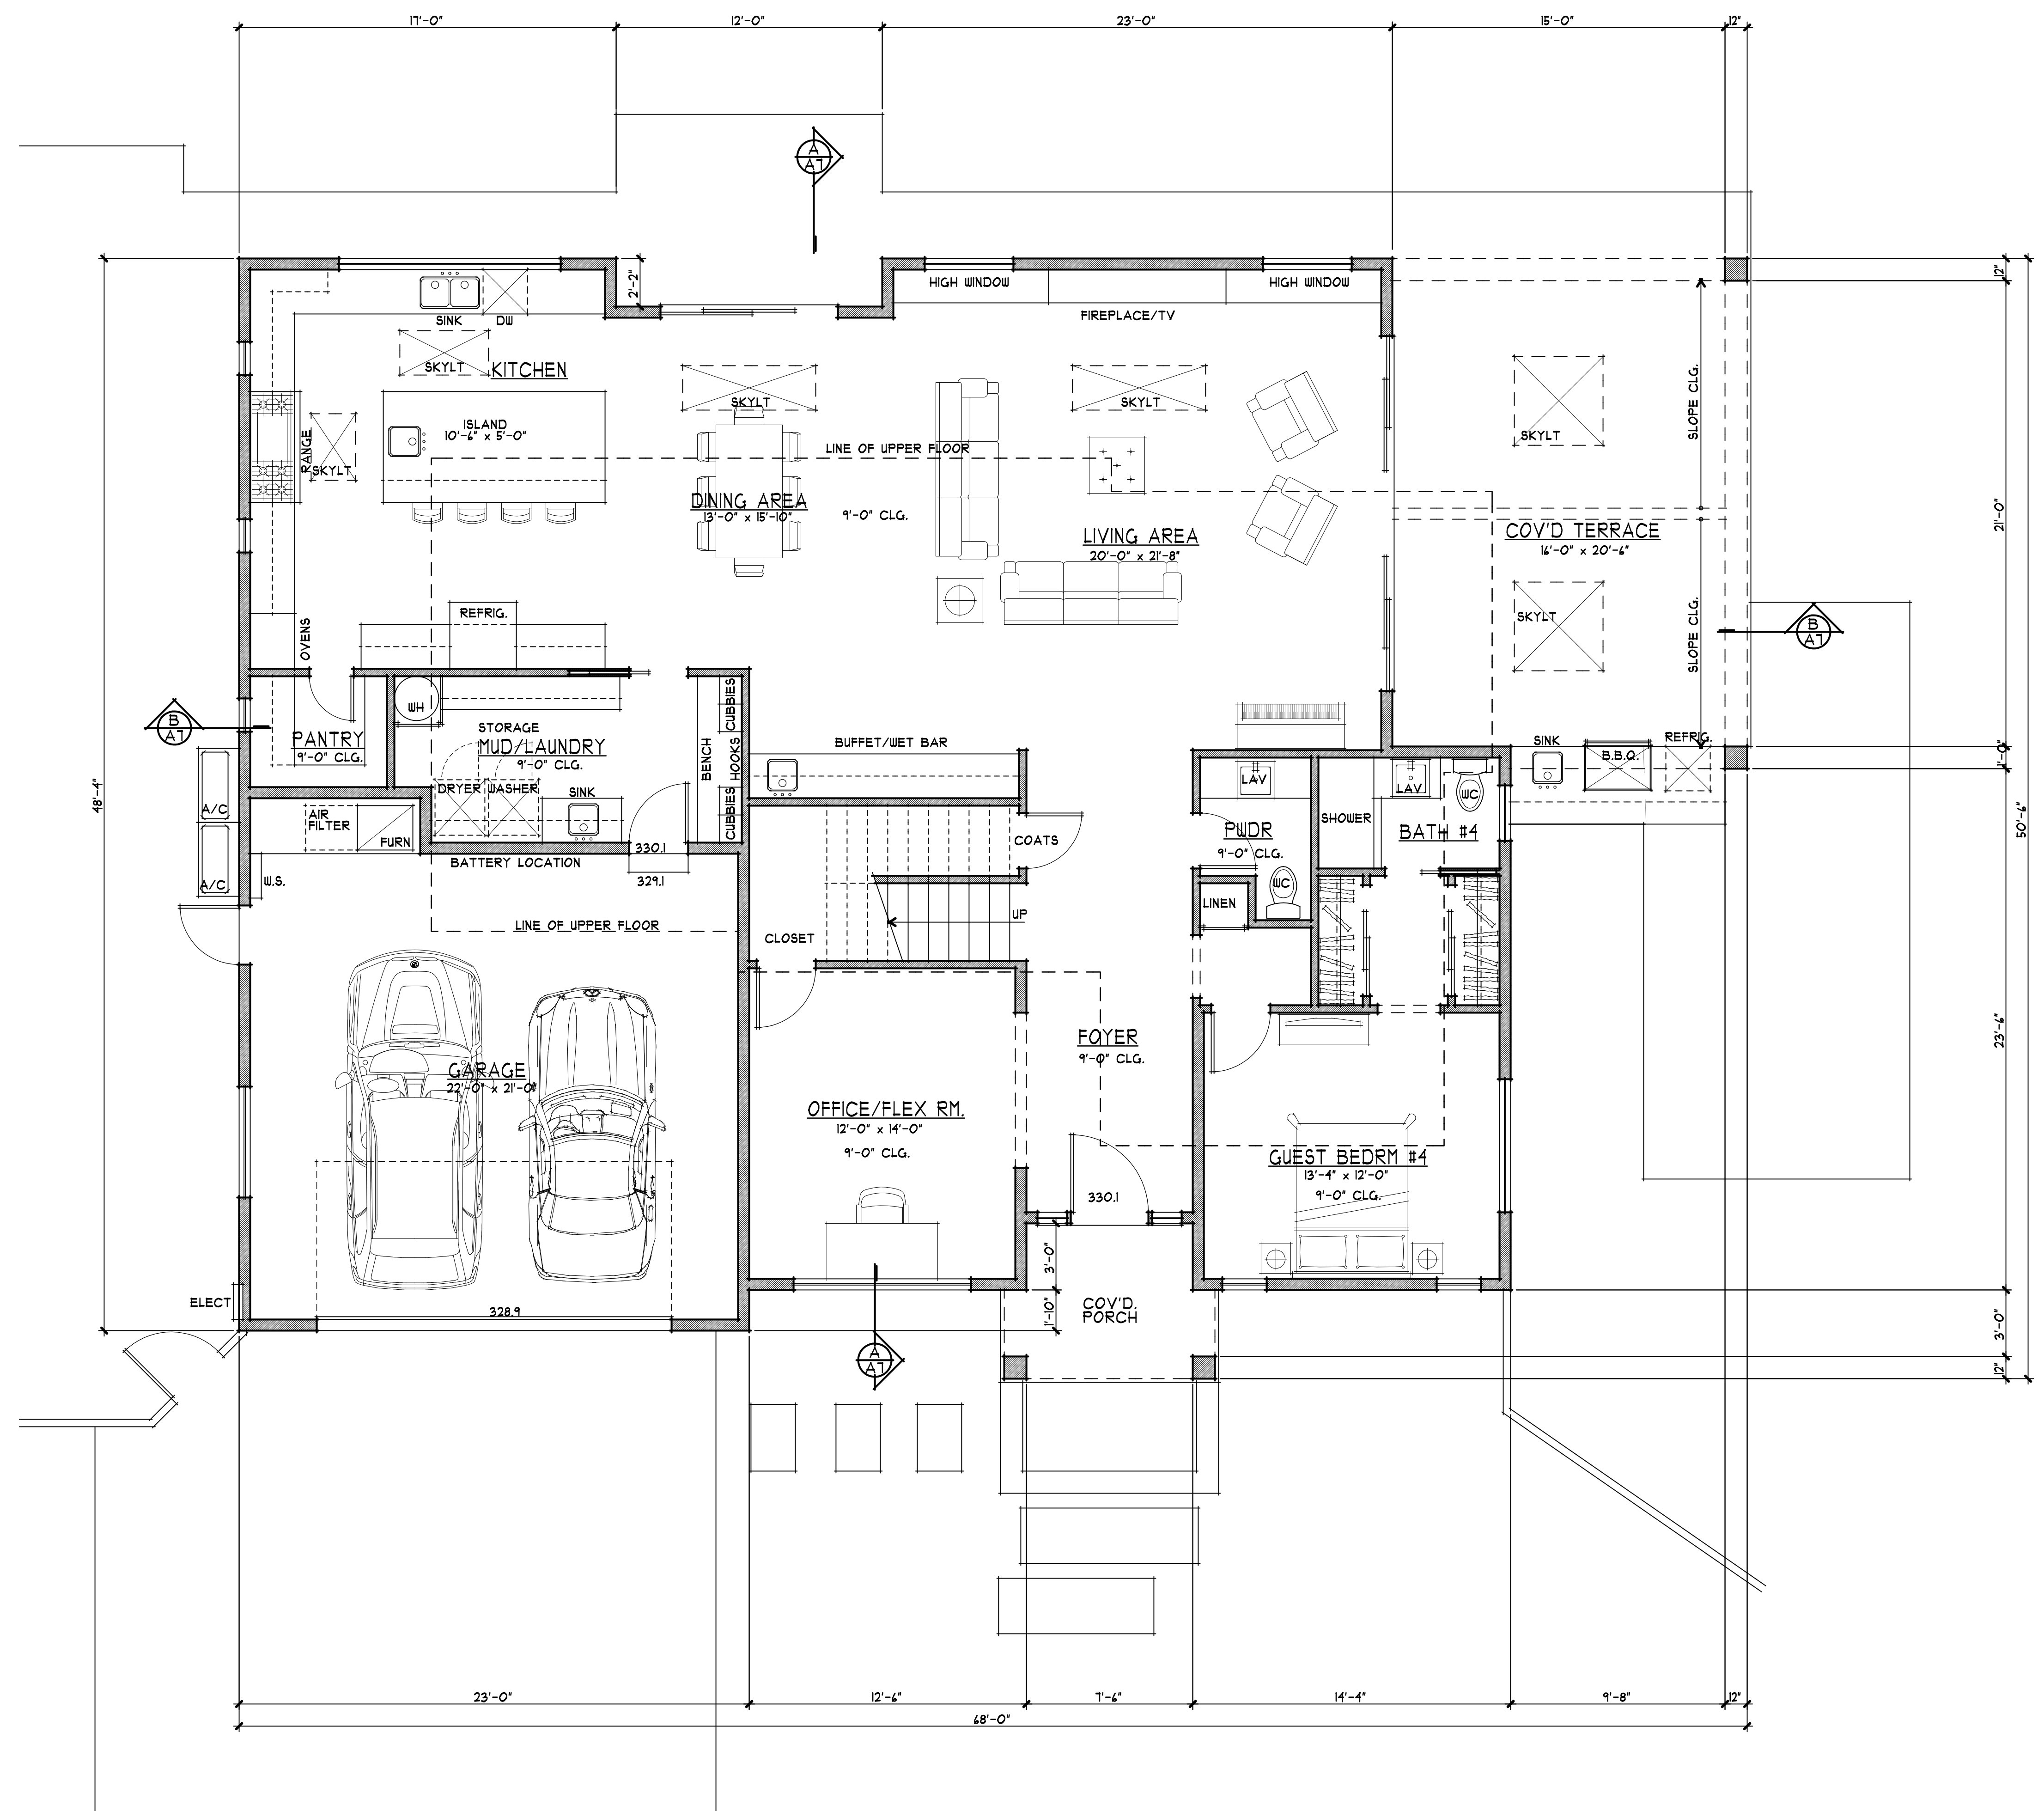 17'-0"
12'-0"
23'-0"
15'-0"
12"
A
A7
2'-2"
12"
HIGH WINDOW
HIGH WINDOW
SINK
DW
FIREPLACE/TV
SKYLT
KITCHEN
SKYLT
SKYLT
SLOPE CLG.
ISLAND
10'-6" x 5'-0"
RANGE
SKYLT
SKYLT
LINE OF UPPER FLOOR
DINING AREA
13'-0" x 15'-10"
9'-0" CLG.
LIVING AREA
20'-0" x 21'-8"
COV'D TERRACE
16'-0" x 20'-6"
21'-0"
REFRIG.
OVENS
SKYLT
SLOPE CLG.
B
A7
B
A7
WH
CUBBIES
STORAGE
PANTRY
9'-0" CLG.
MUD/LAUNDRY
9'-0" CLG.
BENCH
HOOKS
BUFFET/WET BAR
SINK
B.B.Q.
REFRIG.
1'-0"
48'-4"
50'-6"
DRYER
WASHER
SINK
CUBBIES
LAV
LAV
WC
A/C
AIR
FILTER
FURN
SHOWER
PWDR
9'-0" CLG.
BATH #4
COATS
330.1
BATTERY LOCATION
329.1
A/C
W.S.
WC
LINEN
UP
LINE OF UPPER FLOOR
CLOSET
FOYER
9'-0" CLG.
23'-6"
GARAGE
22'-0" x 21'-0"
OFFICE/FLEX RM.
12'-0" x 14'-0"
9'-0" CLG.
GUEST BEDRM #4
13'-4" x 12'-0"
9'-0" CLG.
330.1
3'-0"
ELECT
328.9
1'-10"
COV'D.
PORCH
3'-0"
12"
A
A7
23'-0"
12'-6"
7'-6"
14'-4"
9'-8"
12"
68'-0"